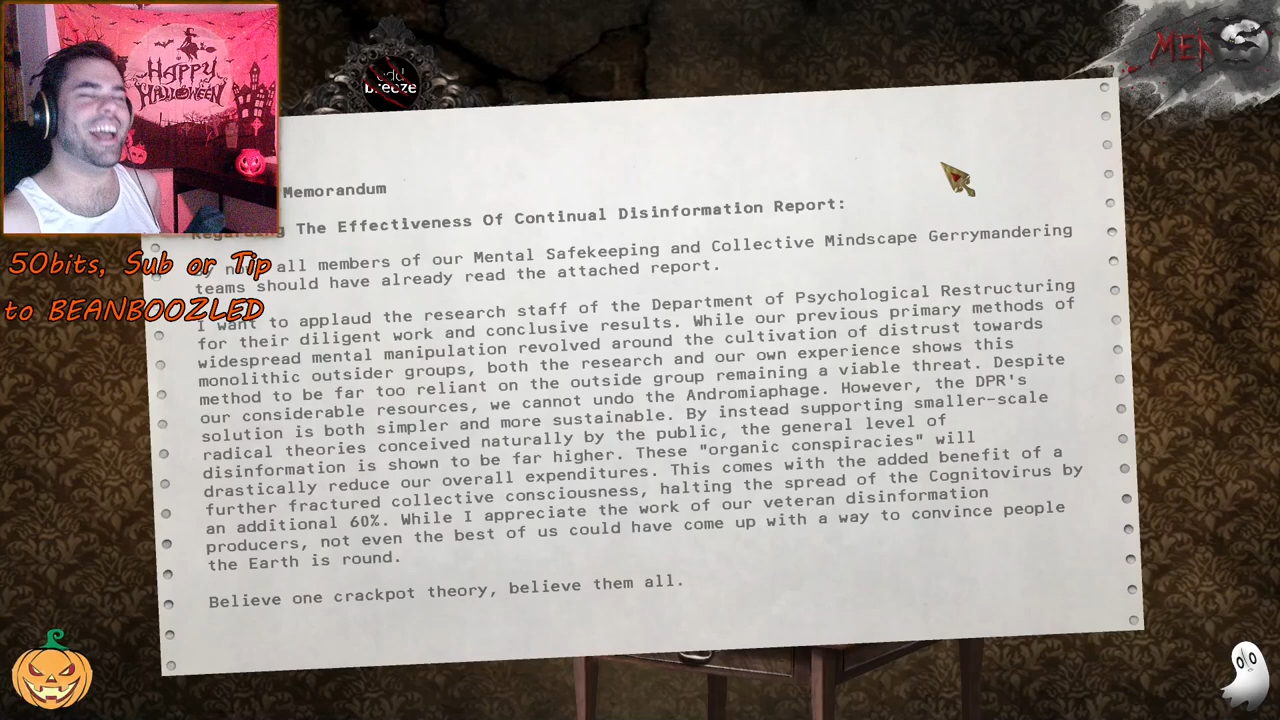 HAPPY
HALLOWEEN
odd
breeze
MEN
50bits, Sub or Tip
to BEANBOOZLED
Memorandum
Regarding The Effectiveness Of Continual Disinformation Report:
all members of our Mental Safekeeping and Collective Mindscape Gerrymandering
teams should have already read the attached report.
I want to applaud the research staff of the Department of Psychological Restructuring
for their diligent work and conclusive results. While our previous primary methods of
widespread mental manipulation revolved around the cultivation of distrust towards
monolithic outsider groups, both the research and our own experience shows this
method to be far too reliant on the outside group remaining a viable threat. Despite
our considerable resources, we cannot undo the Andromiaphage. However, the DPR's
solution is both simpler and more sustainable. By instead supporting smaller-scale
radical theories conceived naturally by the public, the general level of
disinformation is shown to be far higher. These "organic conspiracies" will
drastically reduce our overall expenditures. This comes with the added benefit of a
further fractured collective consciousness, halting the spread of the Cognitovirus by
an additional 60%. While I appreciate the work of our veteran disinformation
producers, not even the best of us could have come up with a way to convince people
the Earth is round.
Believe one crackpot theory, believe them all.